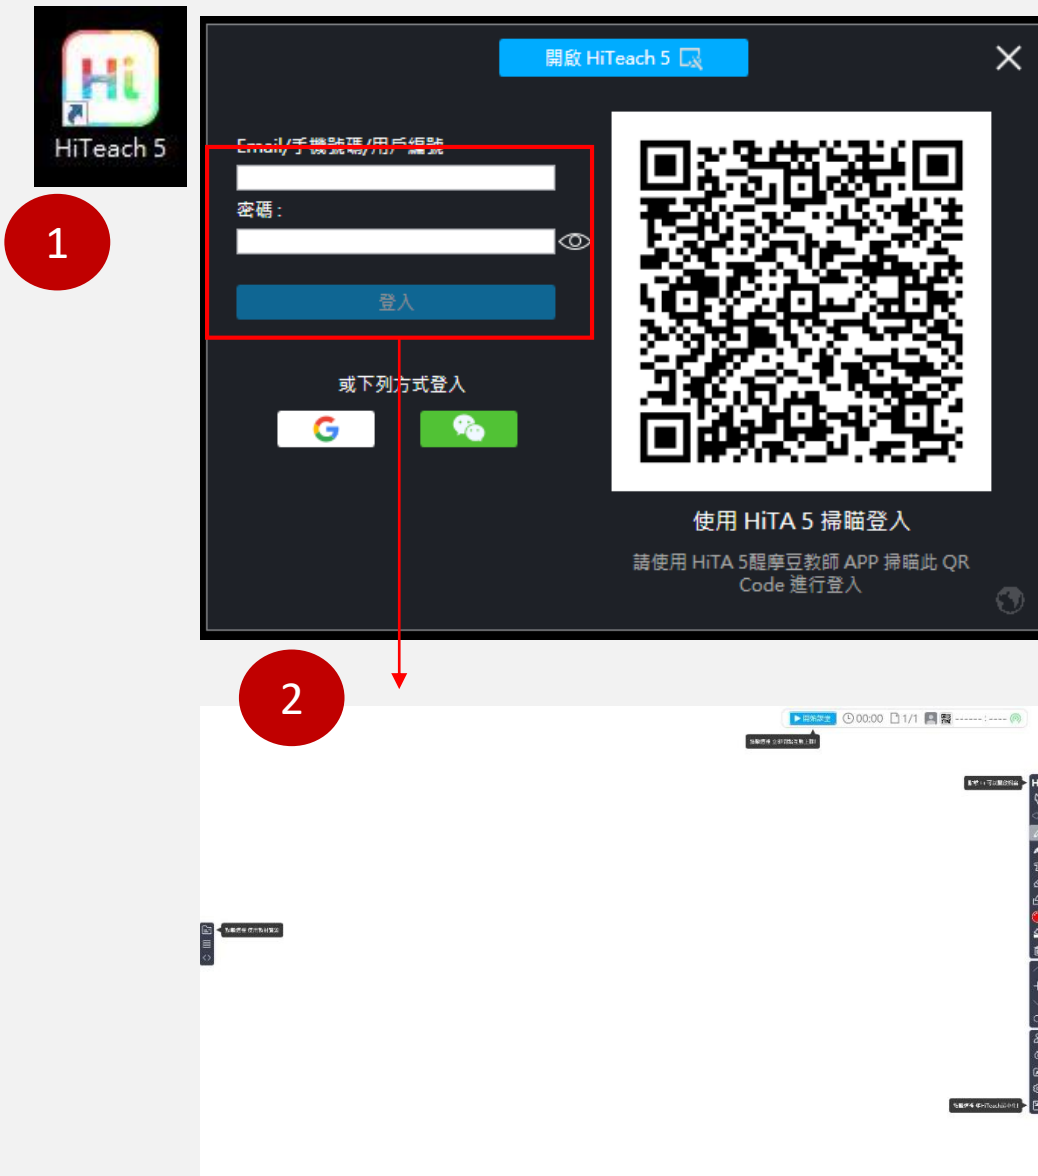 Hi
HiTeach 5
1
開啟 HiTeach 5
Email/手機號碼/用戶編號
密碼 :
登入
或下列方式登入
G
使用 HiTA 5 掃瞄登入
請使用 HiTA 5醍摩豆教師 APP 掃瞄此 QR
Code 進行登入
2
00:00
1/1
------ : ----